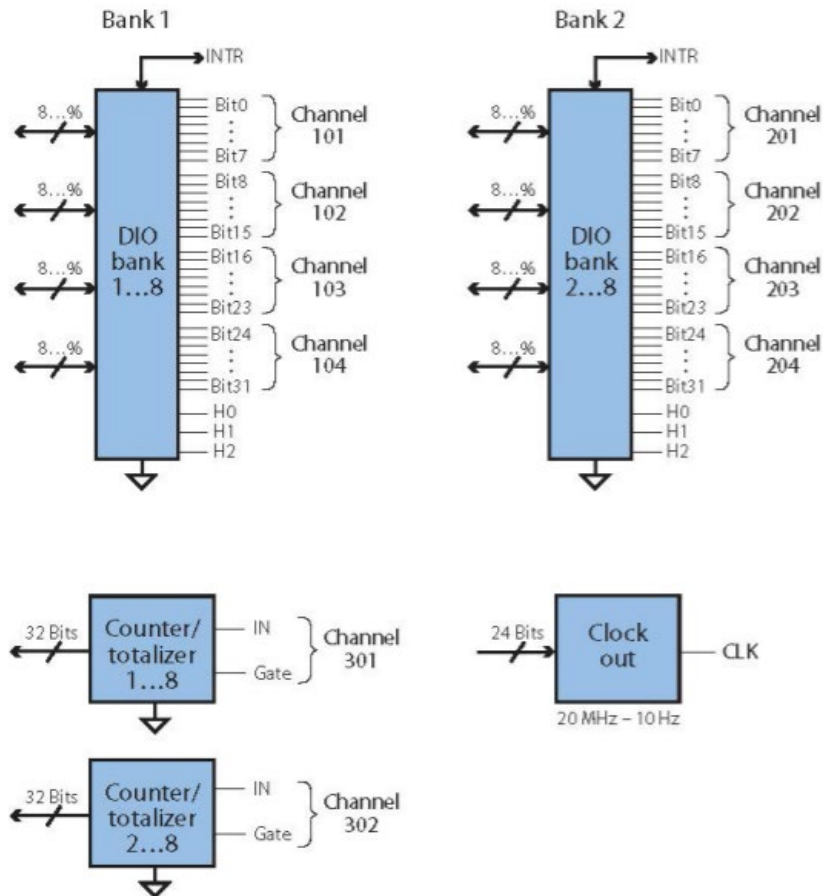 Bank 1
INTR
8...%
8...%
8...%
8...%
DIO
bank
1...8
Bit0
Bit7
Channel
101
Bit8
Bit15
Channel
102
Bit16
Bit23
Channel
103
Bit24
Bit31
Channel
104
H0
H1
H2
Bank 2
INTR
8...%
8...%
8...%
8...%
DIO
bank
2...8
Bit0
Bit7
Channel
201
Bit8
Bit15
Channel
202
Bit16
Bit23
Channel
203
Bit24
Bit31
Channel
204
H0
H1
H2
32 Bits
Counter/
totalizer
1...8
IN
Gate
Channel
301
24 Bits
Clock
out
CLK
20 MHz – 10 Hz
32 Bits
Counter/
totalizer
2...8
IN
Gate
Channel
302